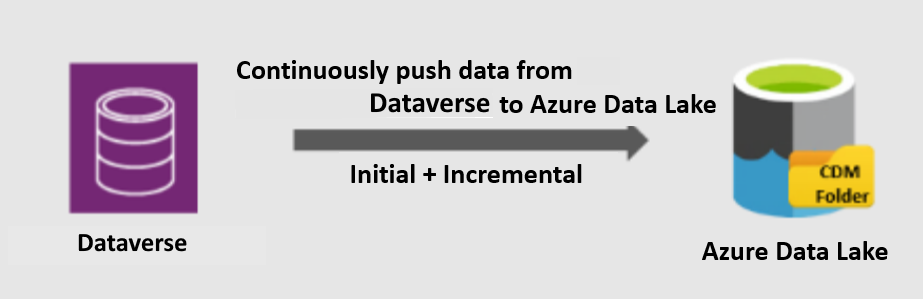 Continuously push data from
Dataverse to Azure Data Lake
Initial + Incremental
CDM
Folder
Dataverse
Azure Data Lake